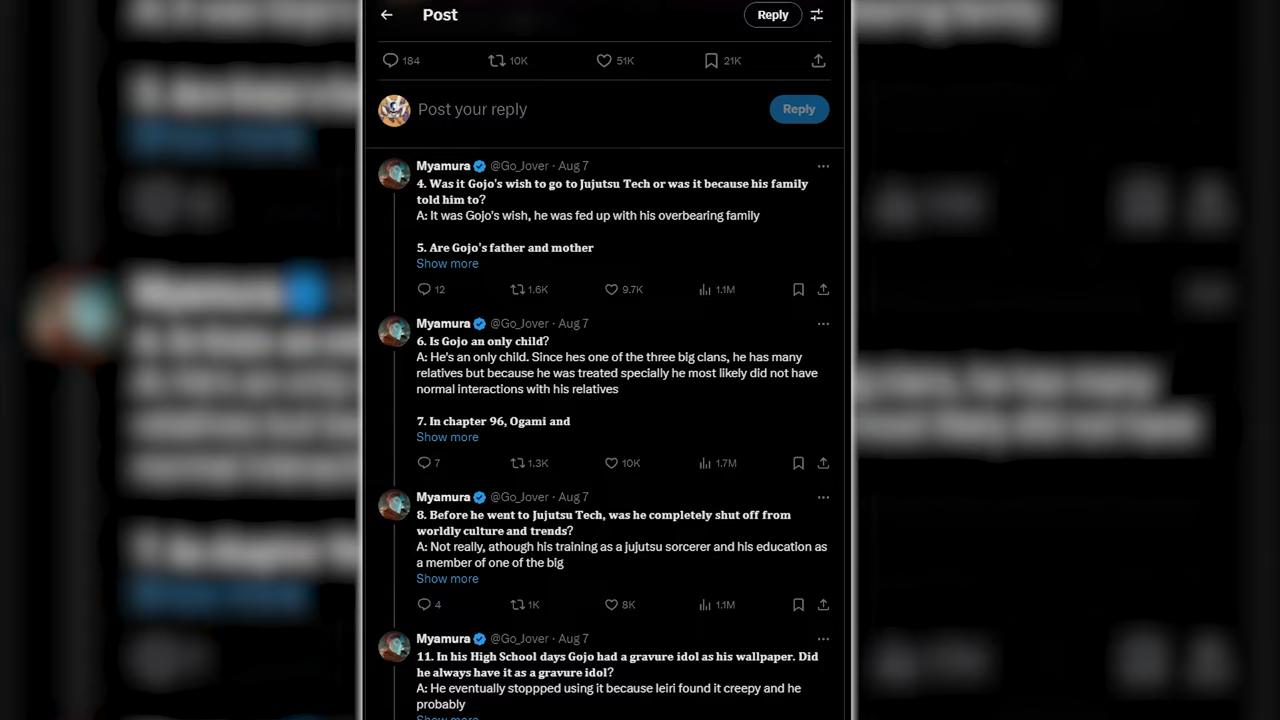 Post
Reply
184 10K 51K 21K
Post your reply
Reply
Myamura @Go_Jover · Aug 7
4. Was it Gojo's wish to go to Jujutsu Tech or was it because his family
told him to?
A: It was Gojo's wish, he was fed up with his overbearing family
5. Are Gojo's father and mother
Show more
12 1.6K 9.7K 1.1M
Myamura @Go_Jover · Aug 7
6. Is Gojo an only child?
A: He's an only child. Since hes one of the three big clans, he has many
relatives but because he was treated specially he most likely did not have
normal interactions with his relatives
7. In chapter 96, Ogami and
Show more
7 1.3K 10K 1.7M
Myamura @Go_Jover · Aug 7
8. Before he went to Jujutsu Tech, was he completely shut off from
worldly culture and trends?
A: Not really, athough his training as a jujutsu sorcerer and his education as
a member of one of the big
Show more
4 1K 8K 1.1M
Myamura @Go_Jover · Aug 7
11. In his High School days Gojo had a gravure idol as his wallpaper. Did
he always have it as a gravure idol?
A: He eventually stoppped using it because Ieiri found it creepy and he
probably
Show more